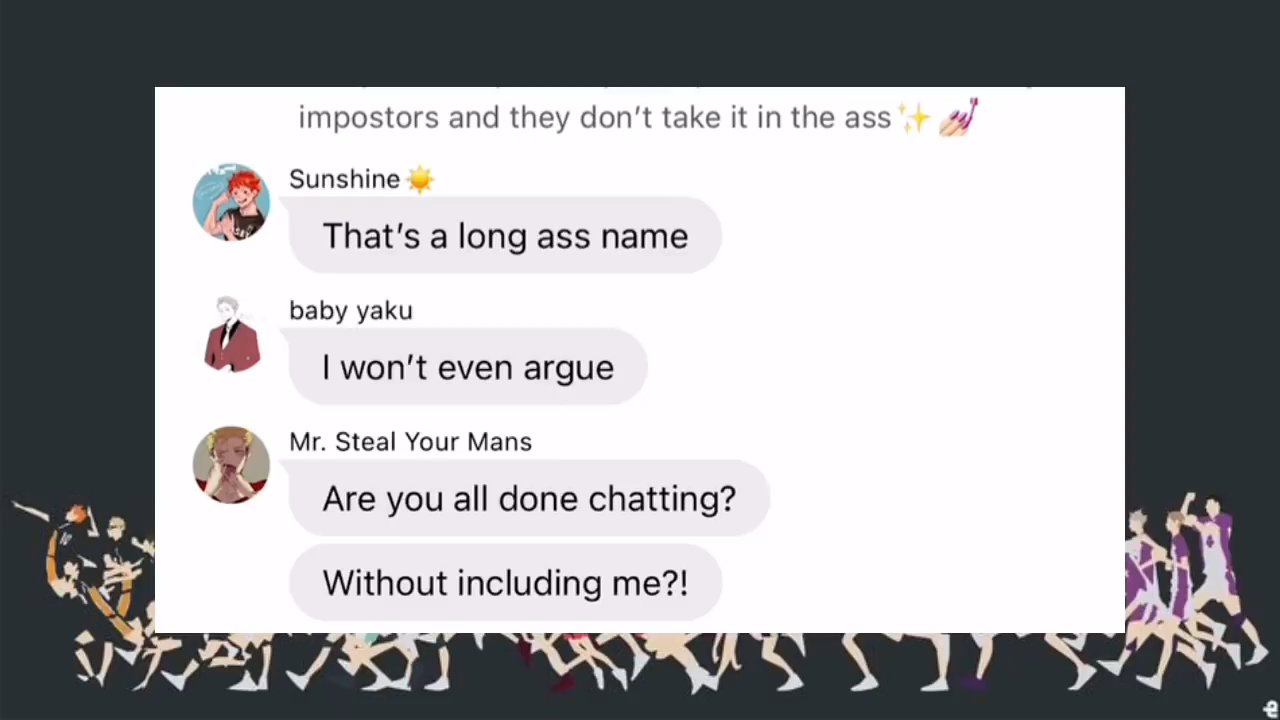 impostors and they don't take it in the ass✨💅🏻
Sunshine☀️
That's a long ass name
baby yaku
I won't even argue
Mr. Steal Your Mans
Are you all done chatting?
Without including me?!